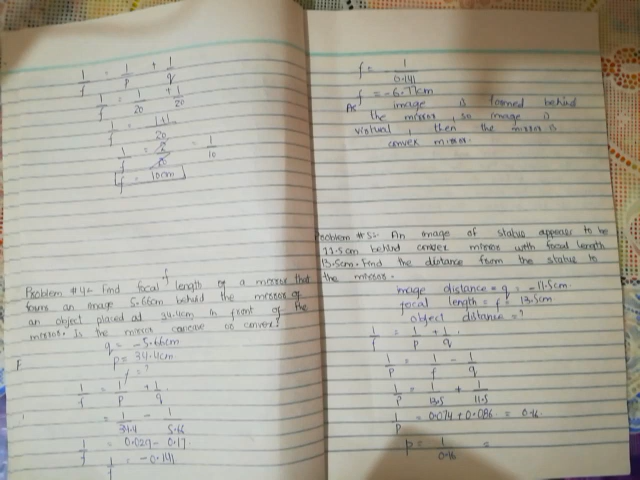 1/f = 1/p + 1/q
1/f = 1/20 + 1/20
1/f = 1+1/20
1/f = 2/20 = 1/10
f = 10cm
Problem #4:- Find focal length of a mirror that
fours an image 5.66cm behind the mirror of
an object placed ad 34.4cm in front of the
mirror. Is the mirror concave or convex?
q = -5.66cm
p = 34.4cm
f = ?
1/f = 1/p + 1/q.
= 1/34.4 - 1/5.66
1/f = 0.029 - 0.17
1/f = -0.141
f = 1/0.141
f = -6.77cm
As image is formed behind
the mirror, so image is
virtual, then the mirror is
convex mirror.
Problem #5:- An image of status appears to be
11.5cm behind convex mirror with focal length
13.5cm. Find the distance from the status to
the mirror.
image distance = q = -11.5cm
focal length = f = 13.5cm
object distance = ?
1/f = 1/p + 1/q.
1/p = 1/f - 1/q
1/p = 1/13.5 + 1/11.5
1/p = 0.074 + 0.086 = 0.16
p = 1/0.16 =